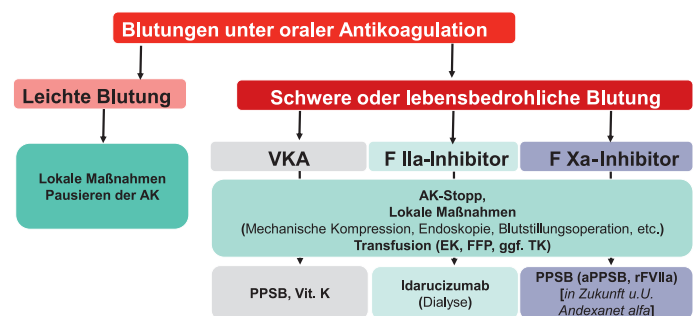 Blutungen unter oraler Antikoagulation
Leichte Blutung
Schwere oder lebensbedrohliche Blutung
Lokale Maßnahmen
Pausieren der AK
VKA
F IIa-Inhibitor
F Xa-Inhibitor
AK-Stopp,
Lokale Maßnahmen
(Mechanische Kompression, Endoskopie, Blutstillungsoperation, etc.)
Transfusion (EK, FFP, ggf. TK)
PPSB, Vit. K
Idarucizumab
(Dialyse)
PPSB (aPPSB, rFVIIa)
[in Zukunft u.U.
Andexanet alfa]